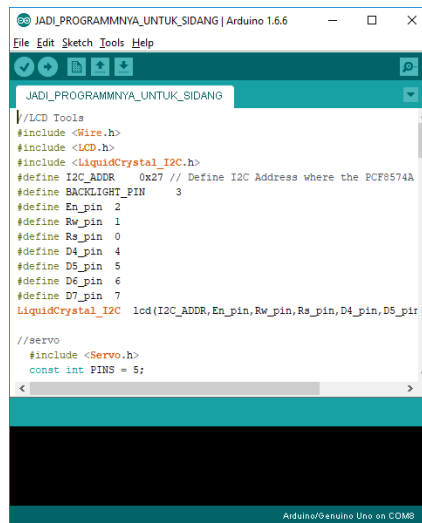 JADI_PROGRAMMNYA_UNTUK_SIDANG | Arduino 1.6.6
File Edit Sketch Tools Help
JADI_PROGRAMMNYA_UNTUK_SIDANG
//LCD Tools
#include <Wire.h>
#include <LCD.h>
#include <LiquidCrystal_I2C.h>
#define I2C_ADDR    0x27 // Define I2C Address where the PCF8574A
#define BACKLIGHT_PIN     3
#define En_pin  2
#define Rw_pin  1
#define Rs_pin  0
#define D4_pin  4
#define D5_pin  5
#define D6_pin  6
#define D7_pin  7
LiquidCrystal_I2C  lcd(I2C_ADDR,En_pin,Rw_pin,Rs_pin,D4_pin,D5_pin
//servo
  #include <Servo.h>
  const int PINS = 5;
Arduino/Genuino Uno on COM8